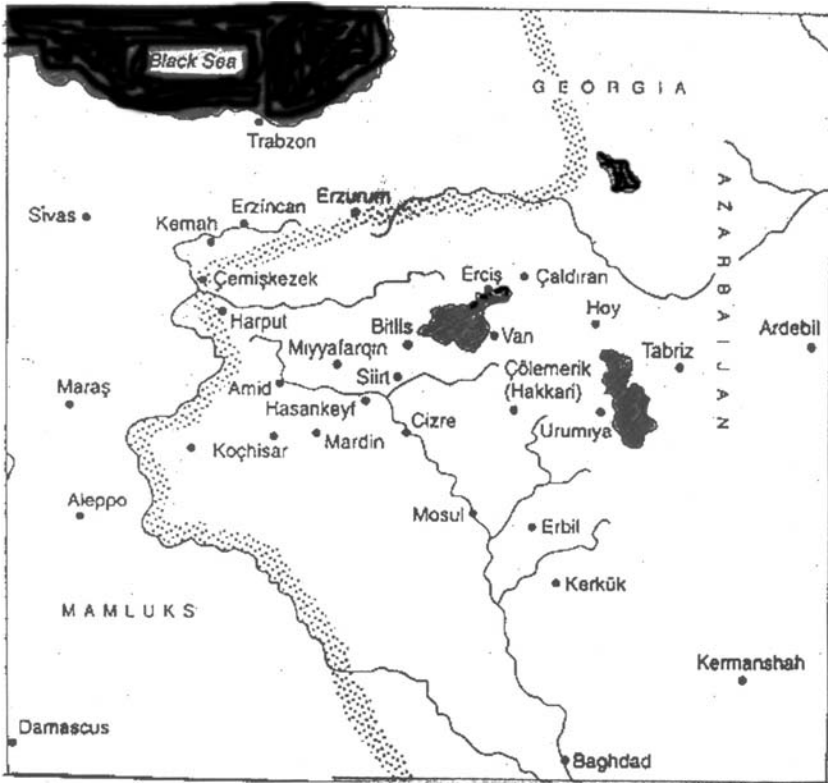 Black Sea
GEORGIA
Trabzon
AZARBAIJAN
Sivas
Erzincan
Erzurum
Kemah
Çemişkezek
Erciş
Çaldıran
Harput
Hoy
Bitlis
Van
Ardebil
Mıyyafarqın
Tabriz
Siirt
Çölemerik
(Hakkari)
Maraş
Amid
Hasankeyf
Cizre
Urumiya
Koçhisar
Mardin
Aleppo
Mosul
Erbil
Kerkük
MAMLUKS
Kermanshah
Damascus
Baghdad